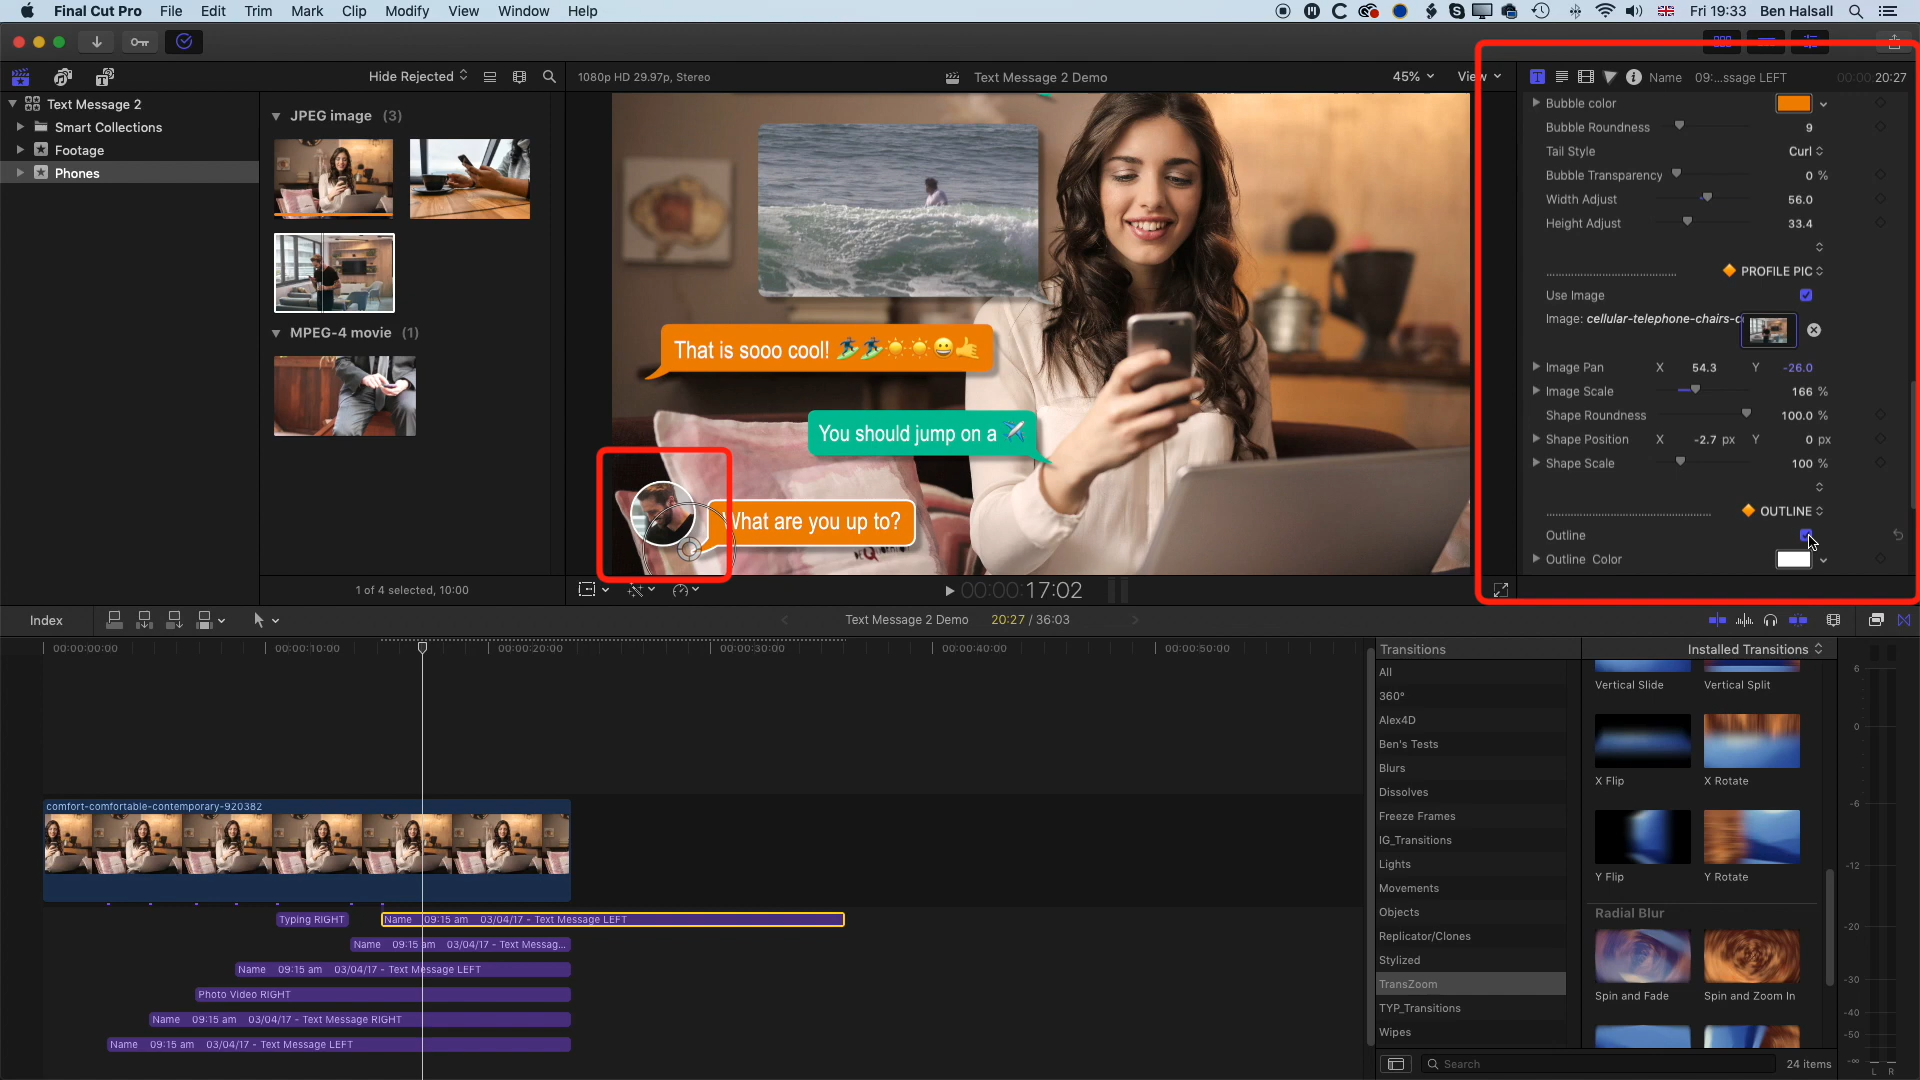 Final Cut Pro File Edit Trim Mark Clip Modify View Window Help
Fri 19:33 Ben Halsall
Hide Rejected
1080p HD 29.97p, Stereo
Text Message 2 Demo
45%
View
Name 09:...ssage LEFT
00:00:20:27
Text Message 2
Smart Collections
Footage
Phones
JPEG image (3)
MPEG-4 movie (1)
1 of 4 selected, 10:00
That is sooo cool! 🏄🏄☀️☀️😀🤙
You should jump on a ✈️
What are you up to?
00:00:00:17:02
Bubble color
Bubble Roundness 9
Tail Style Curl
Bubble Transparency 0 %
Width Adjust 56.0
Height Adjust 33.4
🔶 PROFILE PIC
Use Image
Image: cellular-telephone-chairs-c
Image Pan X 54.3 Y -26.0
Image Scale 166 %
Shape Roundness 100.0 %
Shape Position X -2.7 px Y 0 px
Shape Scale 100 %
🔶 OUTLINE
Outline
Outline Color
Index
Text Message 2 Demo 20:27 / 36:03
00:00:00:00 00:00:10:00 00:00:20:00 00:00:30:00 00:00:40:00 00:00:50:00
comfort-comfortable-contemporary-920382
Typing RIGHT
Name 09:15 am 03/04/17 - Text Message LEFT
Name 09:15 am 03/04/17 - Text Messag...
Name 09:15 am 03/04/17 - Text Message LEFT
Photo Video RIGHT
Name 09:15 am 03/04/17 - Text Message RIGHT
Name 09:15 am 03/04/17 - Text Message LEFT
Transitions
Installed Transitions
All
360°
Alex4D
Ben's Tests
Blurs
Dissolves
Freeze Frames
IG_Transitions
Lights
Movements
Objects
Replicator/Clones
Stylized
TransZoom
TYP_Transitions
Wipes
Vertical Slide Vertical Split
X Flip X Rotate
Y Flip Y Rotate
Radial Blur
Spin and Fade Spin and Zoom In
Search
24 items
6
0
-6
-12
-20
-30
-40
-50
-∞
L R